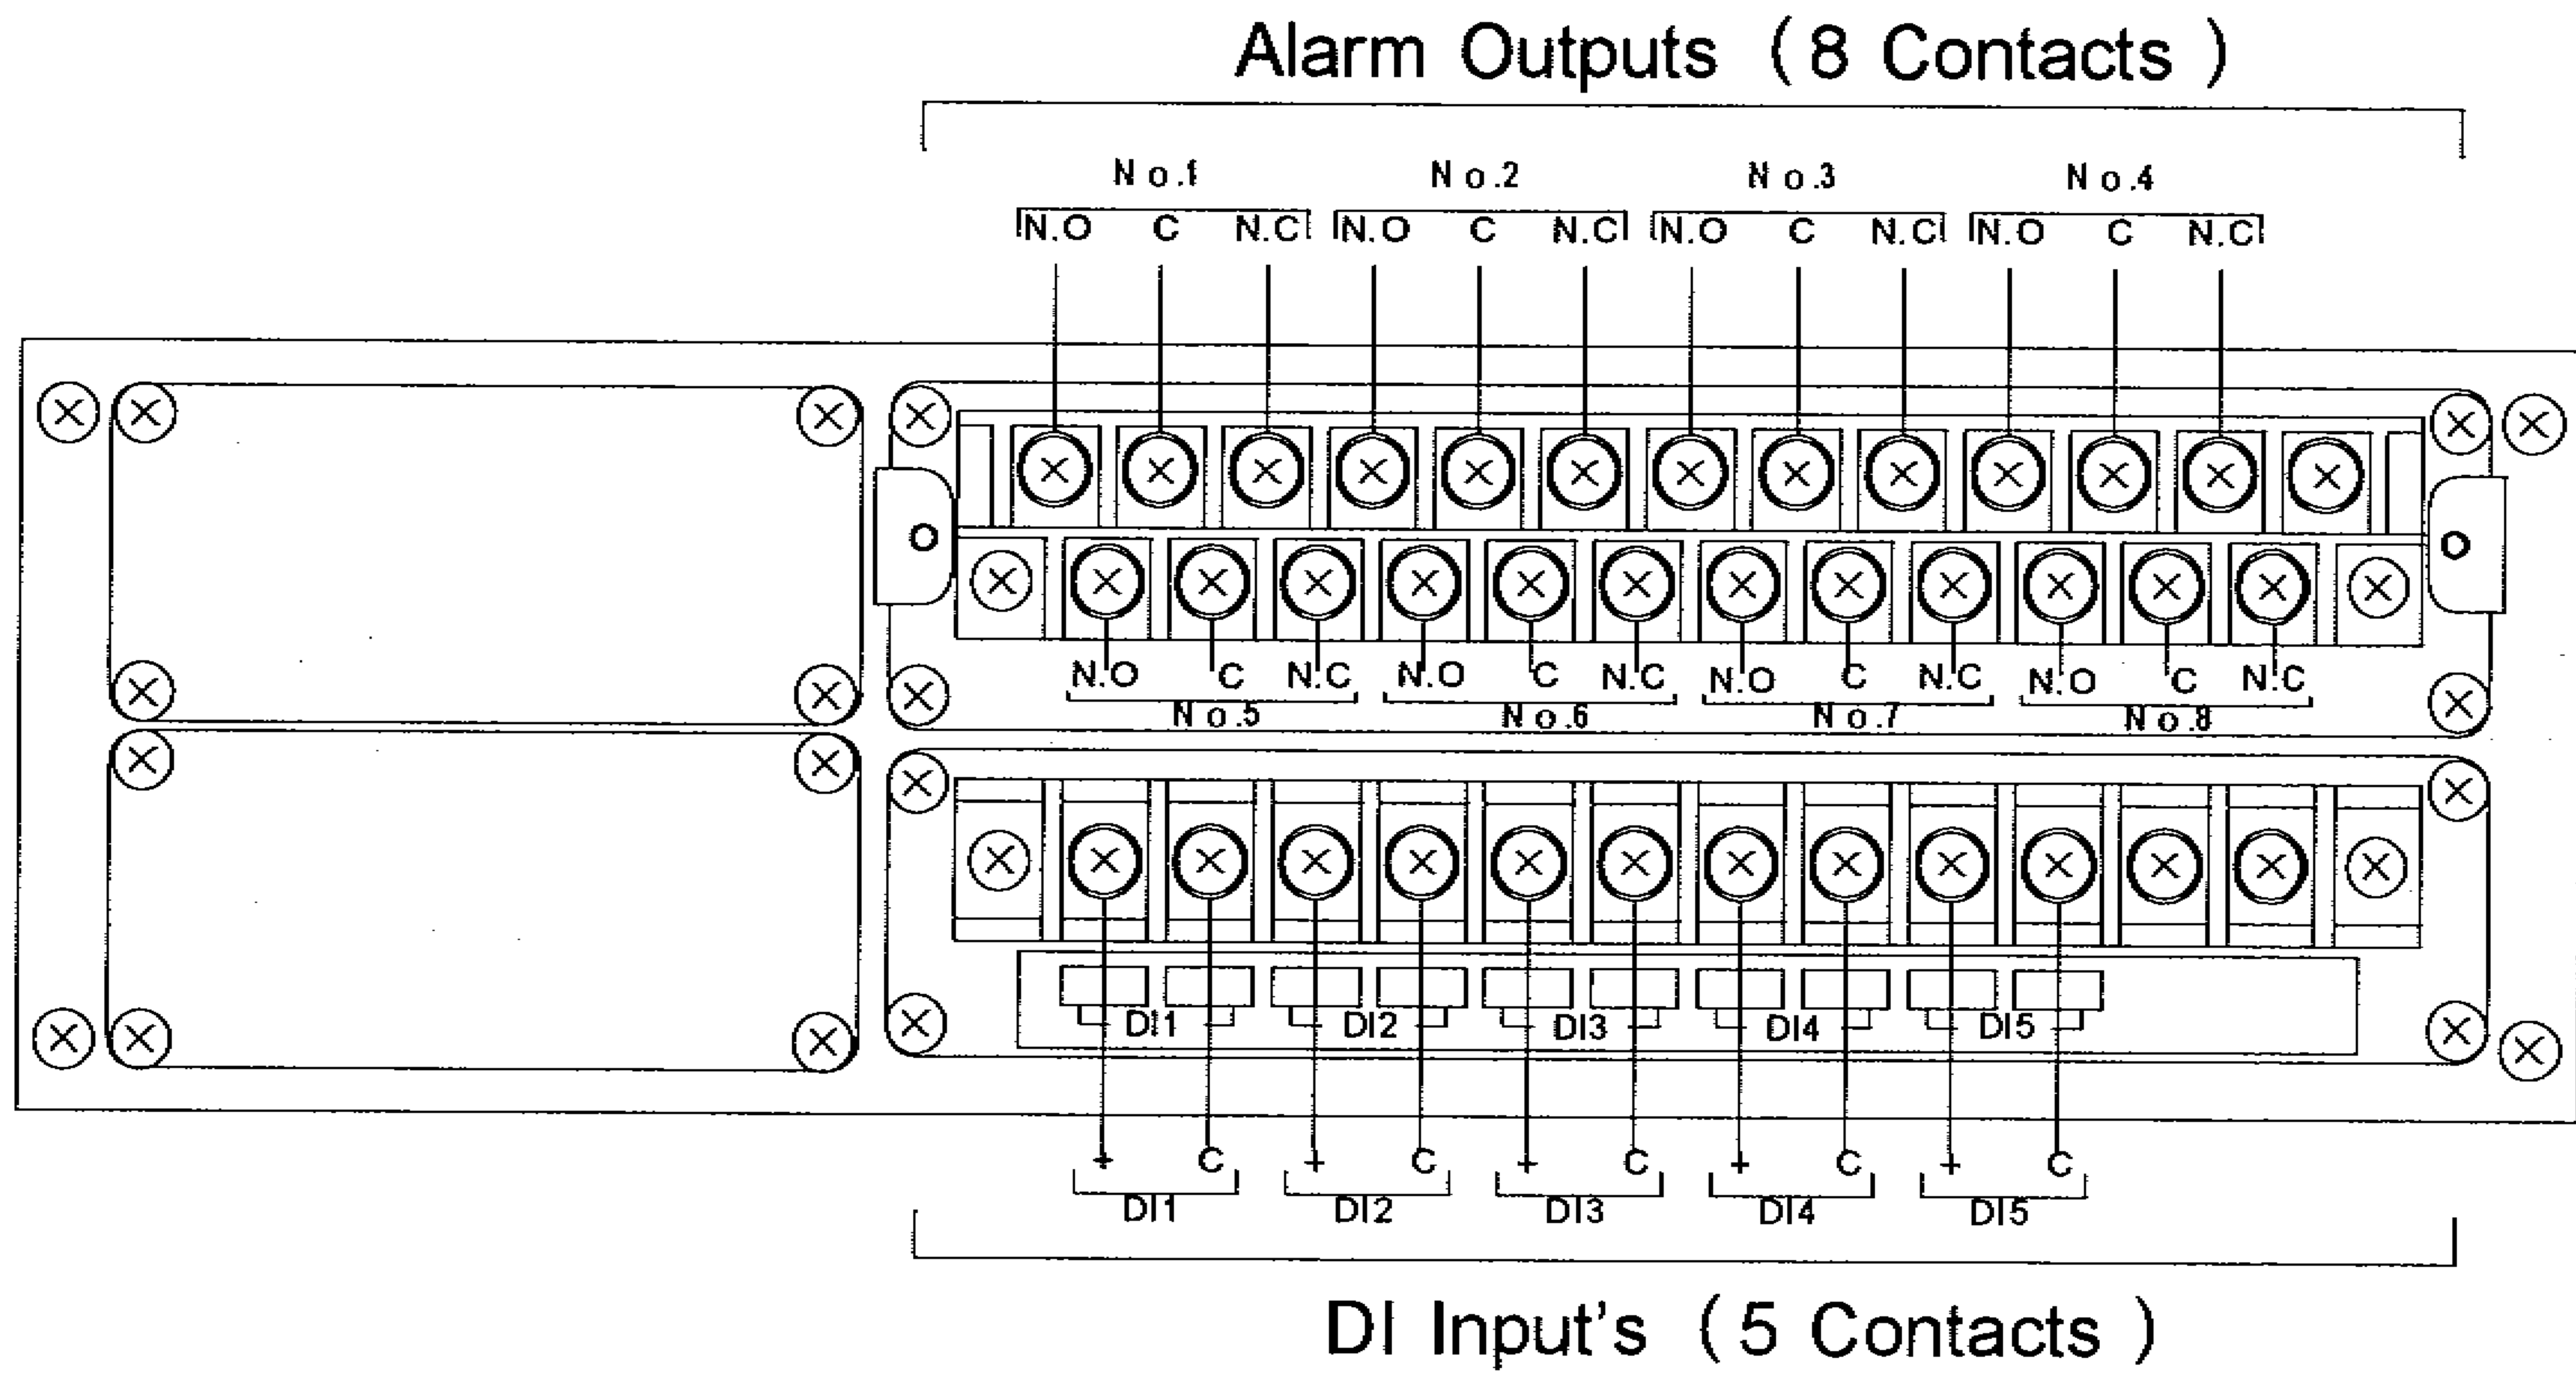 Alarm Outputs ( 8 Contacts )
No.1 No.2 No.3 No.4
N.O C N.C N.O C N.C N.O C N.C N.O C N.C
N.O C N.C N.O C N.C N.O C N.C N.O C N.C
No.5 No.6 No.7 No.8
DI1 DI2 DI3 DI4 DI5
+ C + C + C + C + C
DI1 DI2 DI3 DI4 DI5
DI Input's ( 5 Contacts )